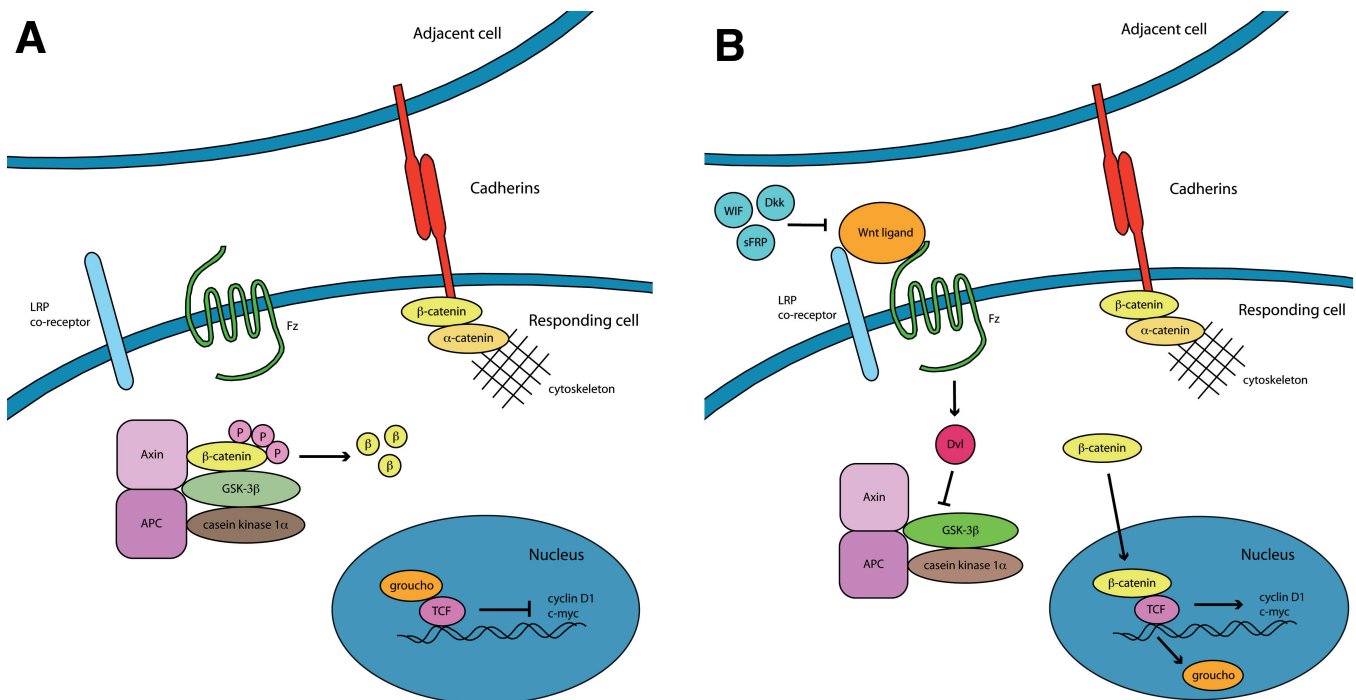 A
Adjacent cell
Cadherins
LRP
co-receptor
Fz
β-catenin
α-catenin
Responding cell
cytoskeleton
Axin
APC
P
P
P
β-catenin
GSK-3β
casein kinase 1α
β
β
β
Nucleus
groucho
TCF
cyclin D1
c-myc
B
Adjacent cell
Cadherins
WIF
Dkk
sFRP
Wnt ligand
LRP
co-receptor
Fz
β-catenin
α-catenin
Responding cell
cytoskeleton
Dvl
Axin
APC
GSK-3β
casein kinase 1α
β-catenin
Nucleus
β-catenin
TCF
cyclin D1
c-myc
groucho